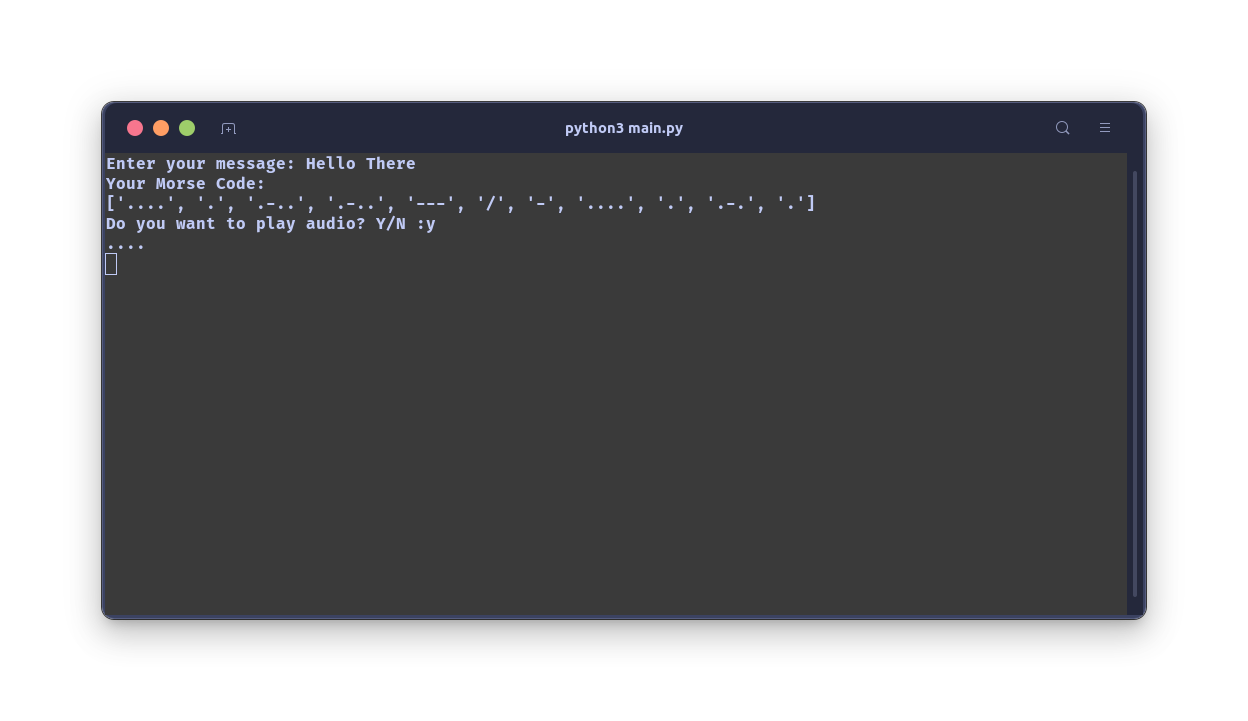 python3 main.py
Enter your message: Hello There
Your Morse Code:
['....', '.', '.-..', '.-..', '---', '/', '-', '....', '.', '.-.', '.']
Do you want to play audio? Y/N :y
....